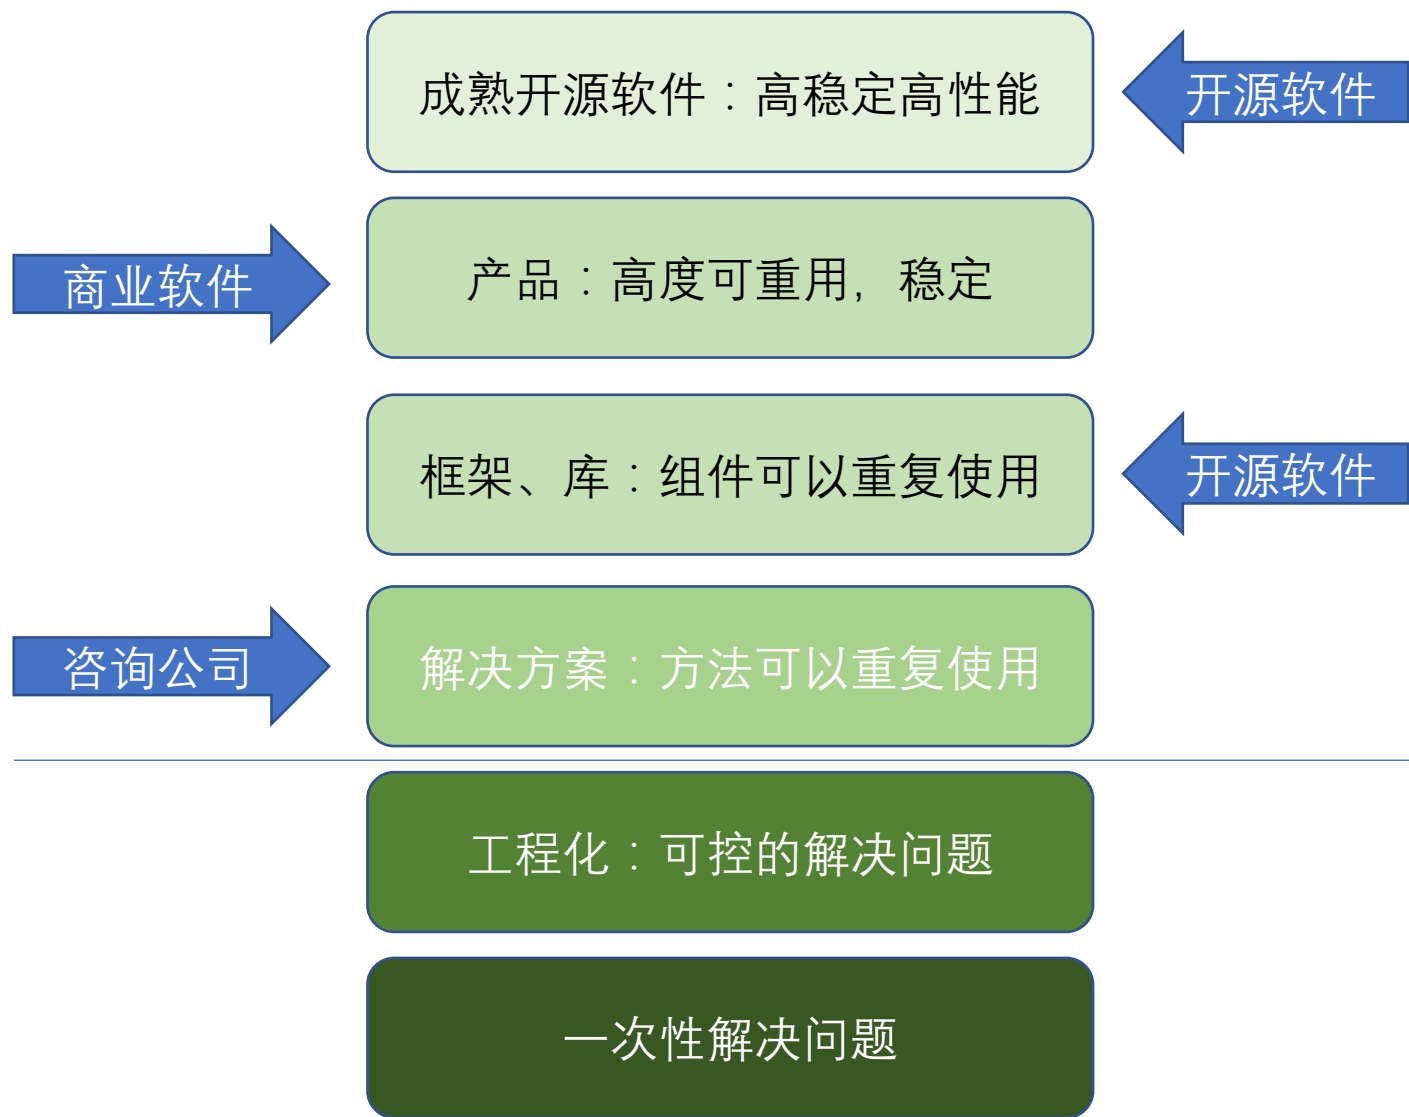 成熟开源软件：高稳定高性能
开源软件
商业软件
产品：高度可重用，稳定
框架、库：组件可以重复使用
开源软件
咨询公司
解决方案：方法可以重复使用
工程化：可控的解决问题
一次性解决问题